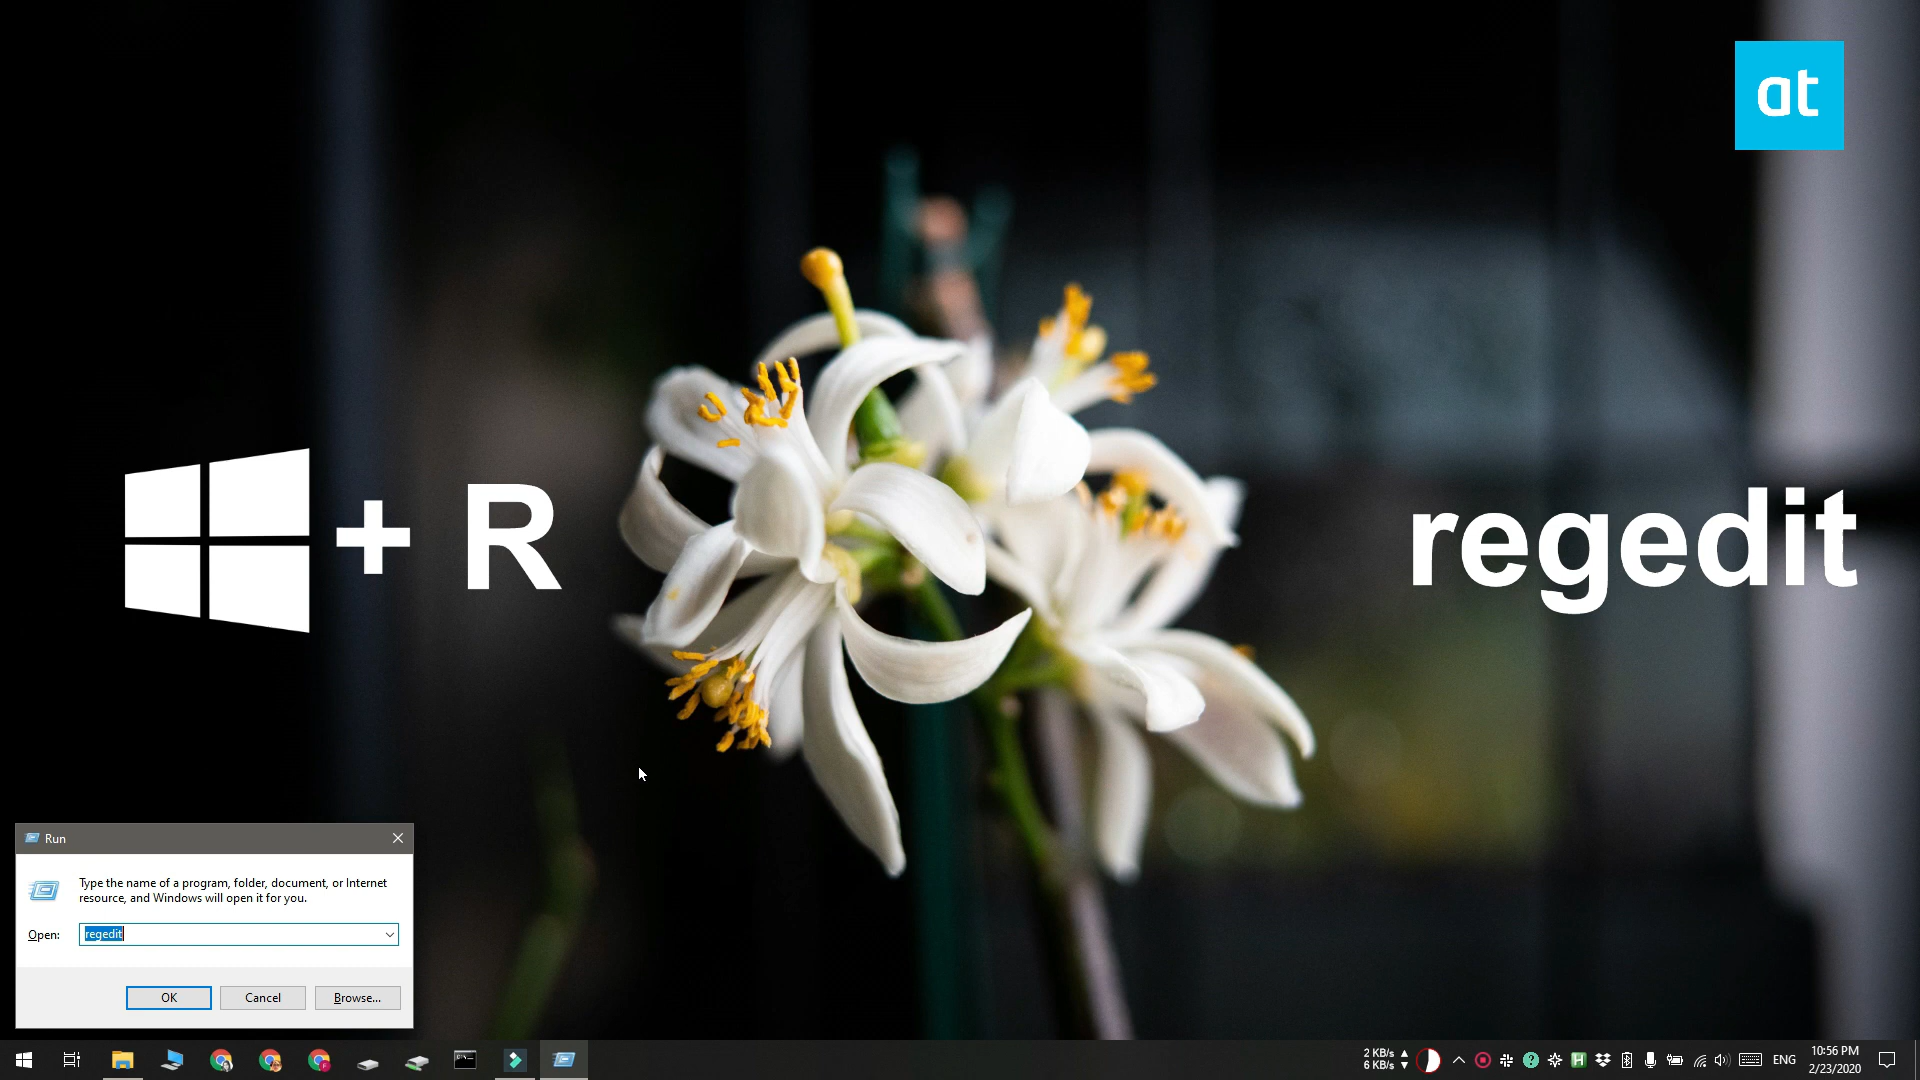 at
+ R
regedit
Run
Type the name of a program, folder, document, or Internet
resource, and Windows will open it for you.
Open:
regedit
OK
Cancel
Browse...
2 KB/s
6 KB/s
ENG
10:56 PM
2/23/2020